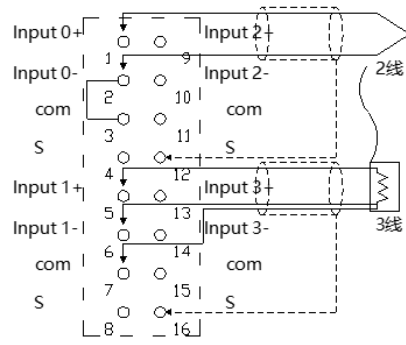 Input 0+ Input 2+
1 9
Input 0- Input 2- 2线
2 10
com com
3 11
S S
4 12
Input 1+ Input 3+
5 13
Input 1- Input 3- 3线
6 14
com com
7 15
S S
8 16